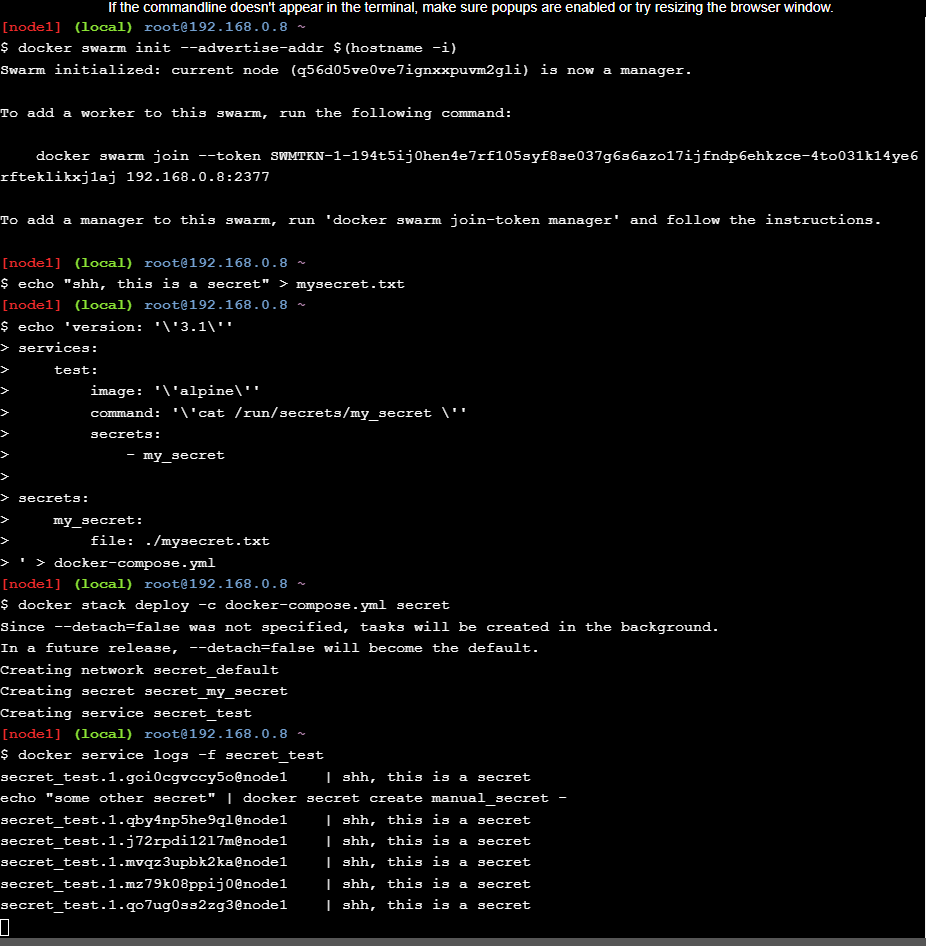 If the commandline doesn't appear in the terminal, make sure popups are enabled or try resizing the browser window.
[node1] (local) root@192.168.0.8 ~
$ docker swarm init --advertise-addr $(hostname -i)
Swarm initialized: current node (q56d05ve0ve7ignxxpuvm2gli) is now a manager.

To add a worker to this swarm, run the following command:

    docker swarm join --token SWMTKN-1-194t5ij0hen4e7rf105syf8se037g6s6azo17ijfndp6ehkzce-4to031k14ye6
rfteklikxj1aj 192.168.0.8:2377

To add a manager to this swarm, run 'docker swarm join-token manager' and follow the instructions.

[node1] (local) root@192.168.0.8 ~
$ echo "shh, this is a secret" > mysecret.txt
[node1] (local) root@192.168.0.8 ~
$ echo 'version: '\'3.1\''
> services:
>     test:
>         image: '\'alpine\''
>         command: '\'cat /run/secrets/my_secret \''
>         secrets:
>             - my_secret
>
> secrets:
>     my_secret:
>         file: ./mysecret.txt
> ' > docker-compose.yml
[node1] (local) root@192.168.0.8 ~
$ docker stack deploy -c docker-compose.yml secret
Since --detach=false was not specified, tasks will be created in the background.
In a future release, --detach=false will become the default.
Creating network secret_default
Creating secret secret_my_secret
Creating service secret_test
[node1] (local) root@192.168.0.8 ~
$ docker service logs -f secret_test
secret_test.1.goi0cgvccy5o@node1    | shh, this is a secret
echo "some other secret" | docker secret create manual_secret -
secret_test.1.qby4np5he9ql@node1    | shh, this is a secret
secret_test.1.j72rpdi12l7m@node1    | shh, this is a secret
secret_test.1.mvqz3upbk2ka@node1    | shh, this is a secret
secret_test.1.mz79k08ppij0@node1    | shh, this is a secret
secret_test.1.qo7ug0ss2zg3@node1    | shh, this is a secret